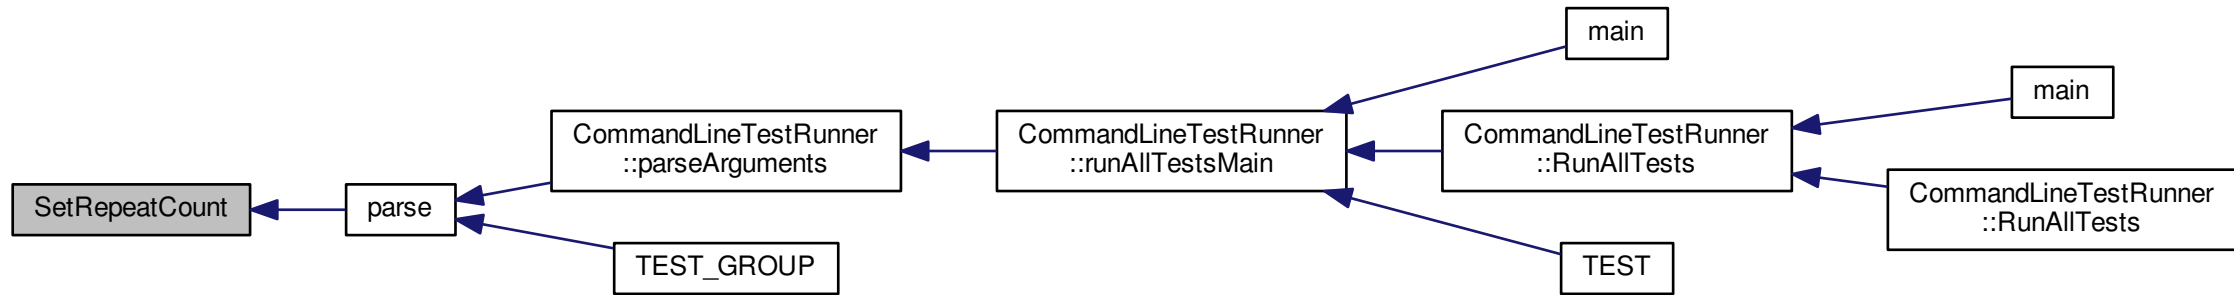 SetRepeatCount
parse
CommandLineTestRunner
::parseArguments
TEST_GROUP
CommandLineTestRunner
::runAllTestsMain
main
CommandLineTestRunner
::RunAllTests
TEST
main
CommandLineTestRunner
::RunAllTests